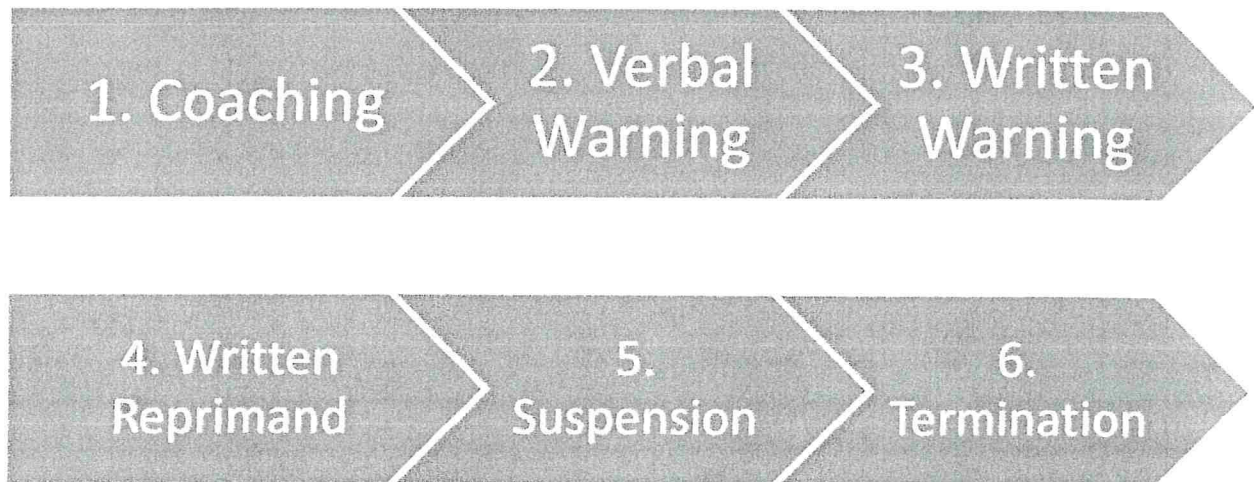 1. Coaching
2. Verbal
Warning
3. Written
Warning
4. Written
Reprimand
5.
Suspension
6.
Termination